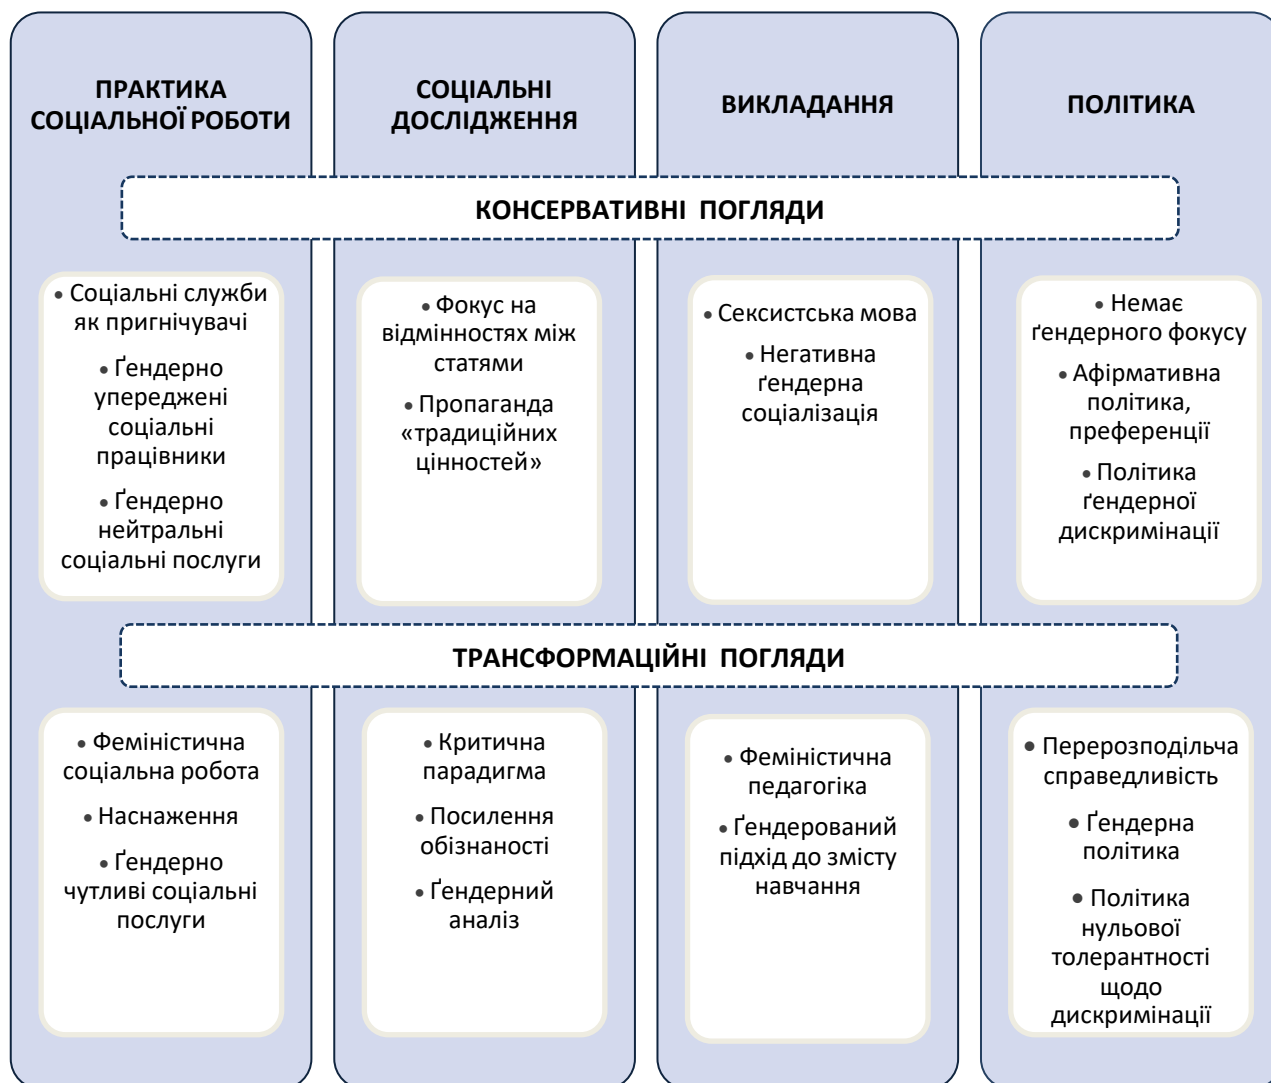 ПРАКТИКА
СОЦІАЛЬНОЇ РОБОТИ
СОЦІАЛЬНІ
ДОСЛІДЖЕННЯ
ВИКЛАДАННЯ
ПОЛІТИКА
КОНСЕРВАТИВНІ ПОГЛЯДИ
• Соціальні служби
як пригнічувачі
• Ґендерно
упереджені
соціальні
працівники
• Ґендерно
нейтральні
соціальні послуги
• Фокус на
відмінностях між
статями
• Пропаганда
«традиційних
цінностей»
• Сексистська мова
• Негативна
ґендерна
соціалізація
• Немає
ґендерного фокусу
• Афірмативна
політика,
преференції
• Політика
ґендерної
дискримінації
ТРАНСФОРМАЦІЙНІ ПОГЛЯДИ
• Феміністична
соціальна робота
• Наснаження
• Ґендерно
чутливі соціальні
послуги
• Критична
парадигма
• Посилення
обізнаності
• Ґендерний
аналіз
• Феміністична
педагогіка
• Ґендерований
підхід до змісту
навчання
• Перерозподільча
справедливість
• Ґендерна
політика
• Політика
нульової
толерантності
щодо
дискримінації